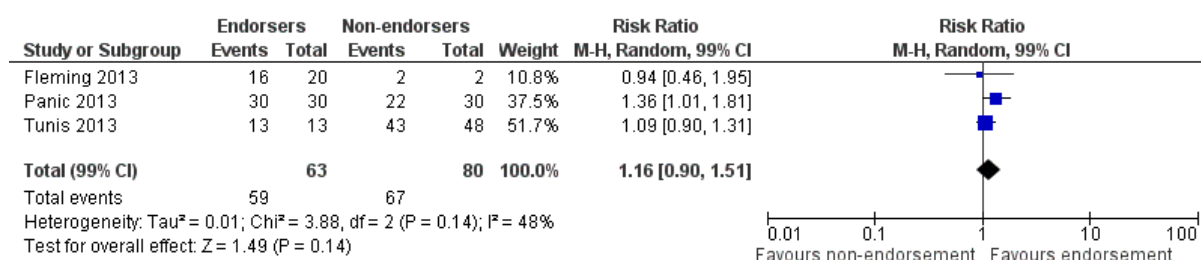 Endorsers Non-endorsers Risk Ratio Risk Ratio
Study or Subgroup Events Total Events Total Weight M-H, Random, 99% CI M-H, Random, 99% CI
Fleming 2013 16 20 2 2 10.8% 0.94 [0.46, 1.95]
Panic 2013 30 30 22 30 37.5% 1.36 [1.01, 1.81]
Tunis 2013 13 13 43 48 51.7% 1.09 [0.90, 1.31]
Total (99% CI) 63 80 100.0% 1.16 [0.90, 1.51]
Total events 59 67
Heterogeneity: Tau² = 0.01; Chi² = 3.88, df = 2 (P = 0.14); I² = 48%
Test for overall effect: Z = 1.49 (P = 0.14)
0.01 0.1 1 10 100
Favours non-endorsement Favours endorsement